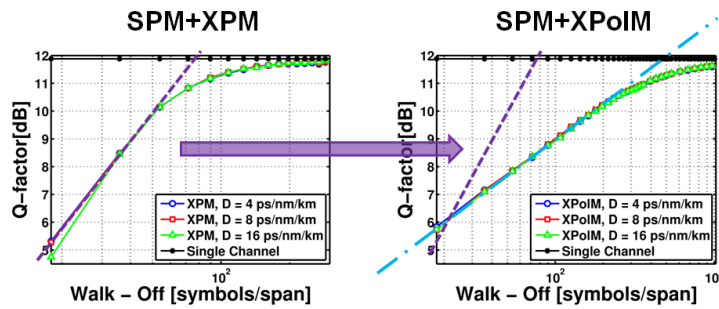 SPM+XPM
12
11
10
9
8
7
6
5
Q-factor[dB]
XPM, D = 4 ps/nm/km
XPM, D = 8 ps/nm/km
XPM, D = 16 ps/nm/km
Single Channel
10²
Walk – Off [symbols/span]
SPM+XPolM
12
11
10
9
8
7
6
5
Q-factor[dB]
XPolM, D = 4 ps/nm/km
XPolM, D = 8 ps/nm/km
XPolM, D = 16 ps/nm/km
Single Channel
10²
10
Walk – Off [symbols/span]